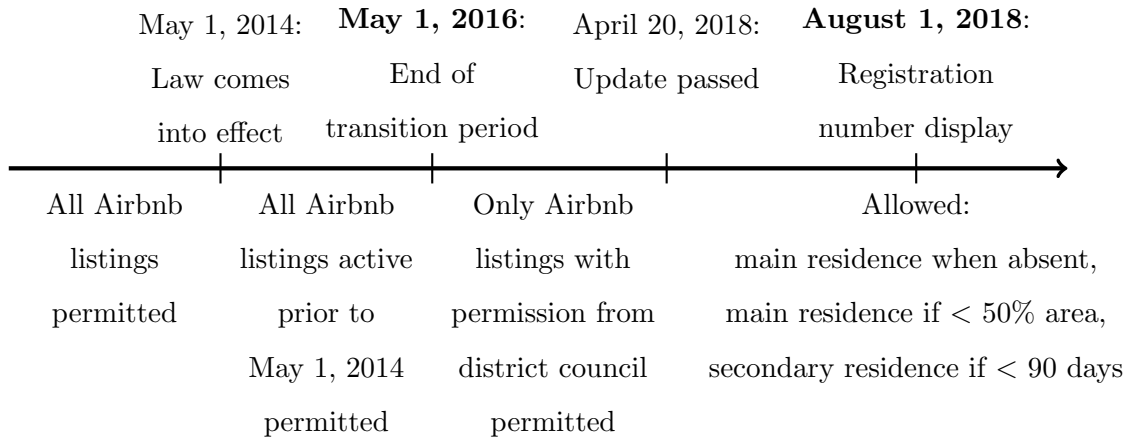 May 1, 2014:
Law comes
into effect
May 1, 2016:
End of
transition period
April 20, 2018:
Update passed
August 1, 2018:
Registration
number display
All Airbnb
listings
permitted
All Airbnb
listings active
prior to
May 1, 2014
permitted
Only Airbnb
listings with
permission from
district council
permitted
Allowed:
main residence when absent,
main residence if < 50% area,
secondary residence if < 90 days